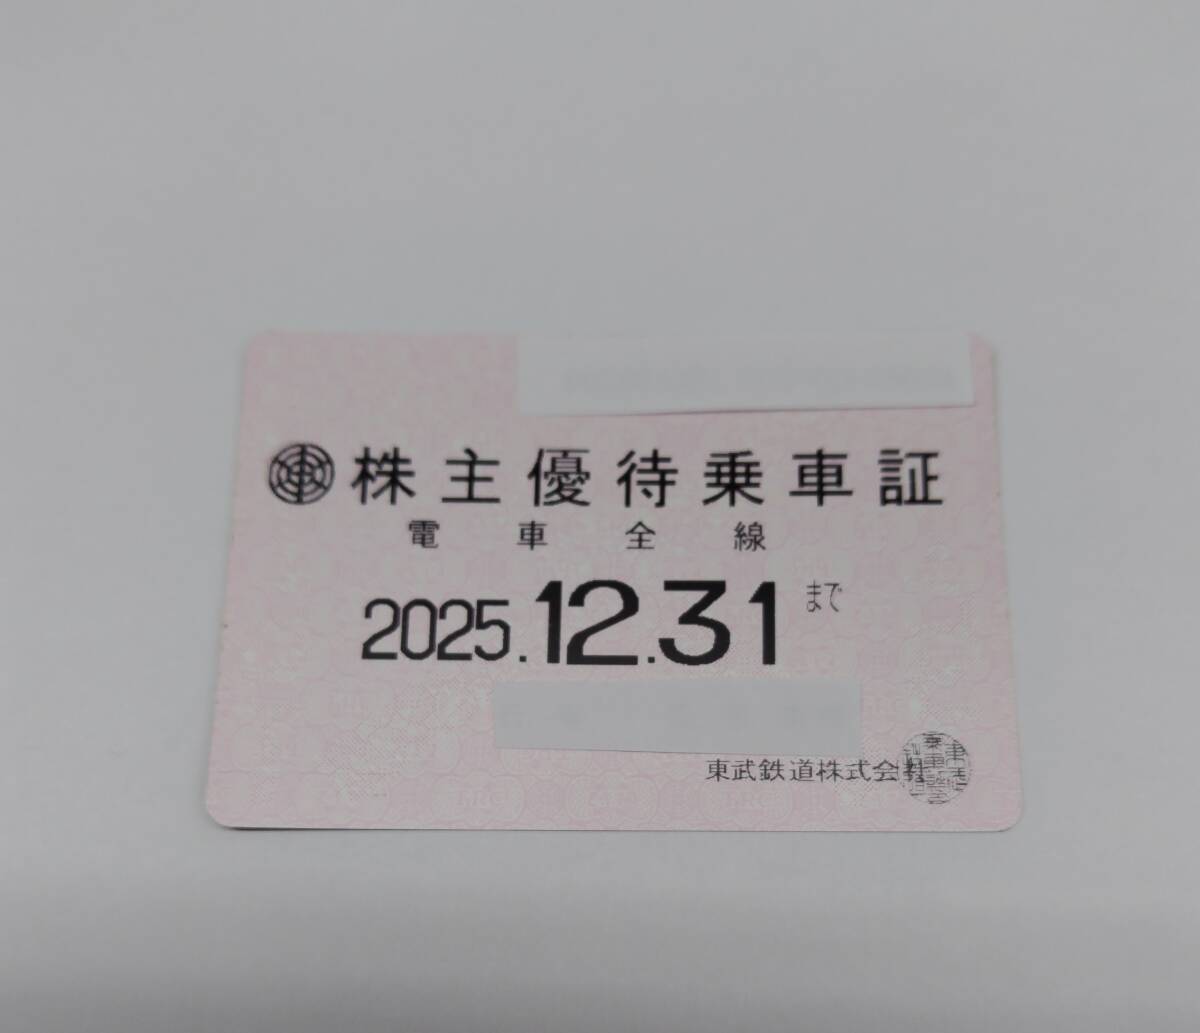 株主優待乗車証
電車全線
2025.12.31まで
東武鉄道株式会社